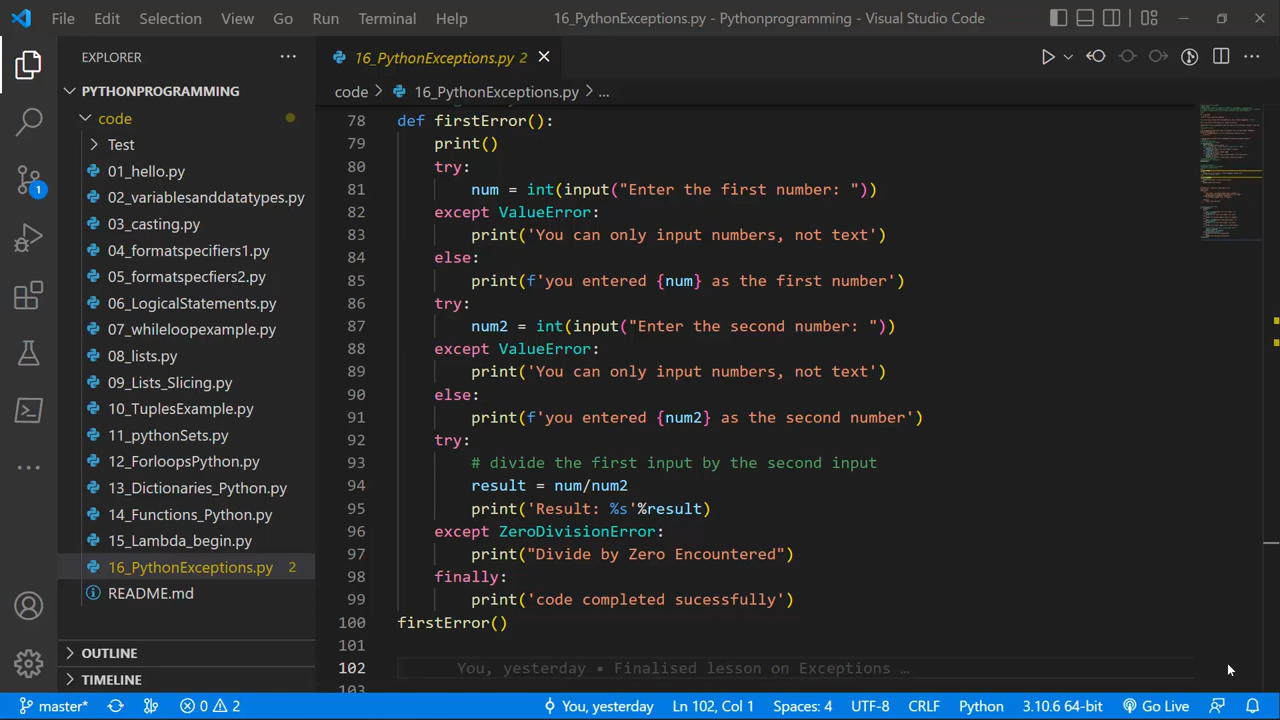 File Edit Selection View Go Run Terminal Help 16_PythonExceptions.py - Pythonprogramming - Visual Studio Code
EXPLORER
PYTHONPROGRAMMING
code
Test
01_hello.py
02_variablesanddatatypes.py
03_casting.py
04_formatspecifiers1.py
05_formatspecfiers2.py
06_LogicalStatements.py
07_whileloopexample.py
08_lists.py
09_Lists_Slicing.py
10_TuplesExample.py
11_pythonSets.py
12_ForloopsPython.py
13_Dictionaries_Python.py
14_Functions_Python.py
15_Lambda_begin.py
16_PythonExceptions.py 2
README.md
OUTLINE
TIMELINE
1
16_PythonExceptions.py 2
code > 16_PythonExceptions.py > ...
78 def firstError():
79 print()
80 try:
81 num = int(input("Enter the first number: "))
82 except ValueError:
83 print('You can only input numbers, not text')
84 else:
85 print(f'you entered {num} as the first number')
86 try:
87 num2 = int(input("Enter the second number: "))
88 except ValueError:
89 print('You can only input numbers, not text')
90 else:
91 print(f'you entered {num2} as the second number')
92 try:
93 # divide the first input by the second input
94 result = num/num2
95 print('Result: %s'%result)
96 except ZeroDivisionError:
97 print("Divide by Zero Encountered")
98 finally:
99 print('code completed sucessfully')
100 firstError()
101
102 You, yesterday • Finalised lesson on Exceptions …
103
master* 0 2 You, yesterday Ln 102, Col 1 Spaces: 4 UTF-8 CRLF Python 3.10.6 64-bit Go Live